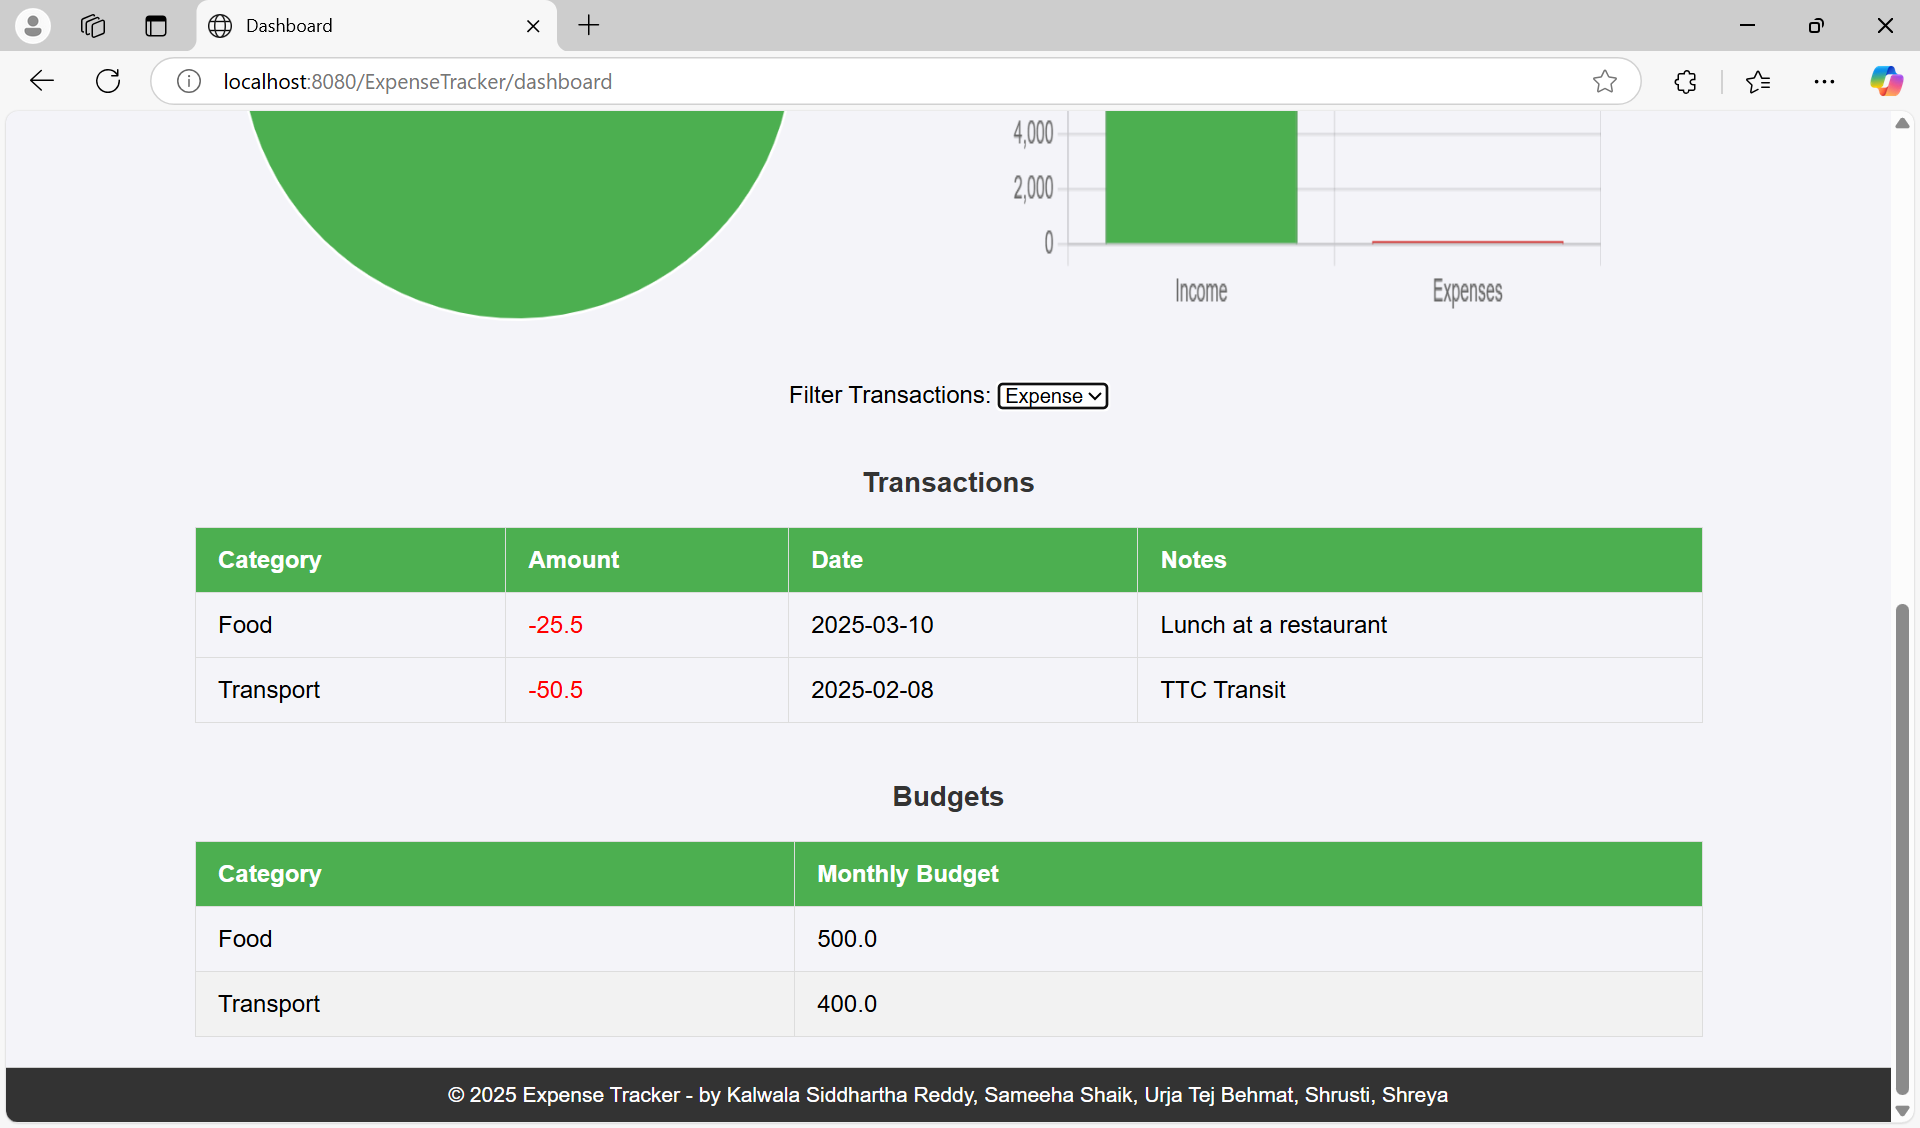 Dashboard
localhost:8080/ExpenseTracker/dashboard
4,000
2,000
0
Income Expenses
Filter Transactions: Expense
Transactions
Category Amount Date Notes
Food -25.5 2025-03-10 Lunch at a restaurant
Transport -50.5 2025-02-08 TTC Transit
Budgets
Category Monthly Budget
Food 500.0
Transport 400.0
© 2025 Expense Tracker - by Kalwala Siddhartha Reddy, Sameeha Shaik, Urja Tej Behmat, Shrusti, Shreya